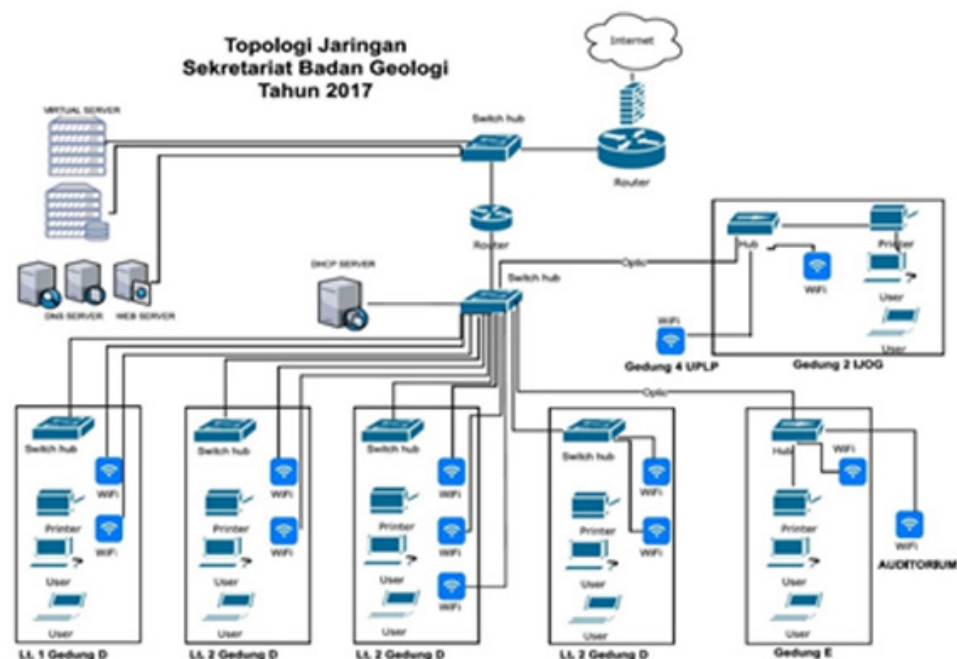 Topologi Jaringan
Sekretariat Badan Geologi
Tahun 2017
Internet
VIRTUAL SERVER
Switch hub
Router
Router
DHCP SERVER
Switch hub
Optic
Hub
Printer
WiFi
User
User
WiFi
Gedung 4 UPLP
Gedung 2 IJOG
DNS SERVER
WEB SERVER
Optic
Switch hub
WiFi
Printer
WiFi
User
User
Lt. 1 Gedung D
Switch hub
WiFi
Printer
WiFi
User
User
Lt. 2 Gedung D
Switch hub
WiFi
Printer
WiFi
User
WiFi
User
Lt. 2 Gedung D
Switch hub
WiFi
Printer
WiFi
User
User
Lt. 2 Gedung D
Hub
WiFi
Printer
User
User
Gedung E
WiFi
AUDITORIUM